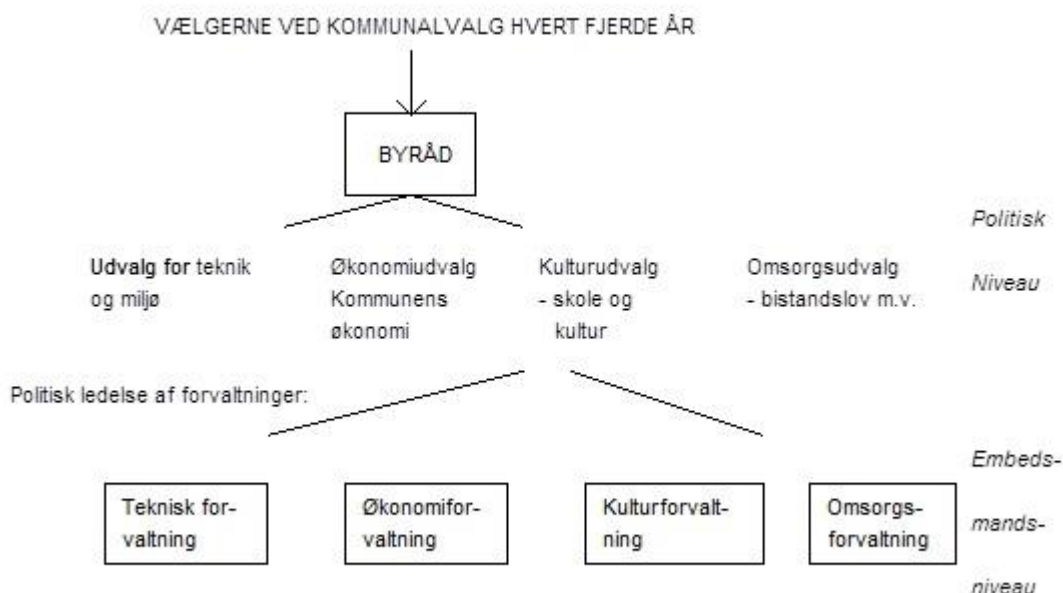 VÆLGERNE VED KOMMUNALVALG HVERT FJERDE ÅR
BYRÅD
Politisk
Niveau
Udvalg for teknik
og miljø
Økonomiudvalg
Kommunens
økonomi
Kulturudvalg
- skole og
kultur
Omsorgsudvalg
- bistandslov m.v.
Politisk ledelse af forvaltninger:
Embeds-
mands-
niveau
Teknisk for-
valtning
Økonomifor-
valtning
Kulturforvalt-
ning
Omsorgs-
forvaltning